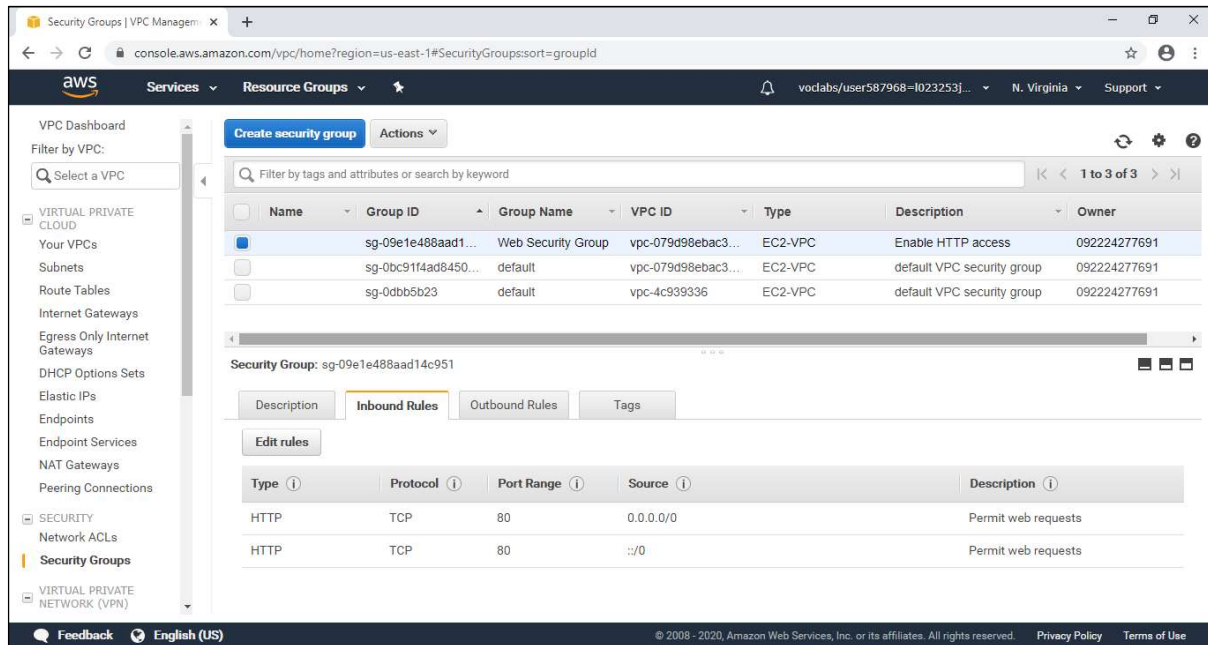 Security Groups | VPC Managem
console.aws.amazon.com/vpc/home?region=us-east-1#SecurityGroups:sort=groupId
aws Services Resource Groups voclabs/user587968=l023253j... N. Virginia Support
VPC Dashboard
Filter by VPC:
Select a VPC
VIRTUAL PRIVATE
CLOUD
Your VPCs
Subnets
Route Tables
Internet Gateways
Egress Only Internet
Gateways
DHCP Options Sets
Elastic IPs
Endpoints
Endpoint Services
NAT Gateways
Peering Connections
SECURITY
Network ACLs
Security Groups
VIRTUAL PRIVATE
NETWORK (VPN)
Create security group Actions
Filter by tags and attributes or search by keyword 1 to 3 of 3
Name Group ID Group Name VPC ID Type Description Owner
sg-09e1e488aad1... Web Security Group vpc-079d98ebac3... EC2-VPC Enable HTTP access 092224277691
sg-0bc91f4ad8450... default vpc-079d98ebac3... EC2-VPC default VPC security group 092224277691
sg-0dbb5b23 default vpc-4c939336 EC2-VPC default VPC security group 092224277691
Security Group: sg-09e1e488aad14c951
Description Inbound Rules Outbound Rules Tags
Edit rules
Type Protocol Port Range Source Description
HTTP TCP 80 0.0.0.0/0 Permit web requests
HTTP TCP 80 ::/0 Permit web requests
Feedback English (US) © 2008 - 2020, Amazon Web Services, Inc. or its affiliates. All rights reserved. Privacy Policy Terms of Use